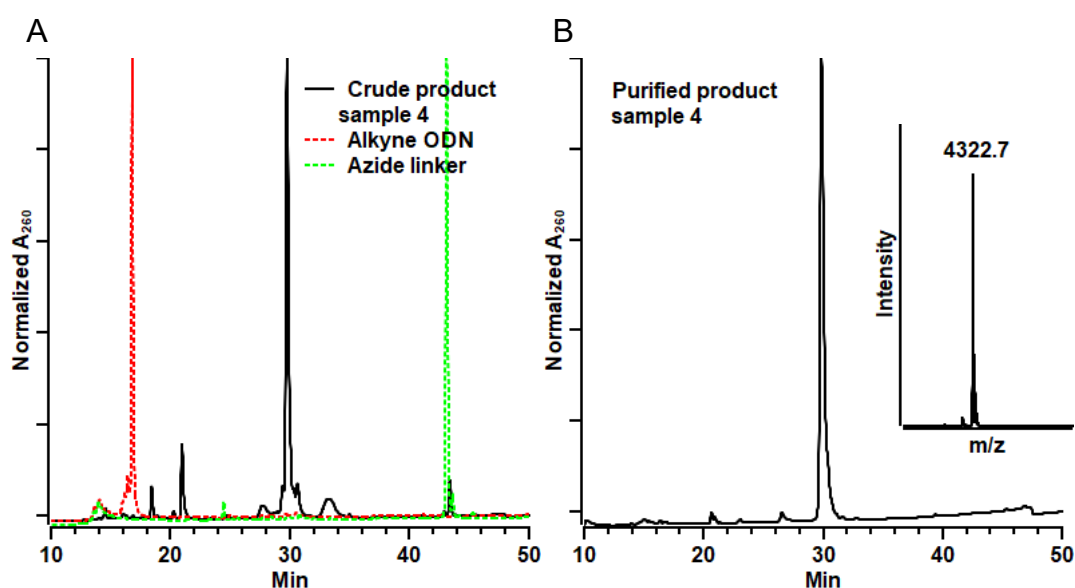 A
Normalized A260
Crude product
sample 4
Alkyne ODN
Azide linker
10 20 30 40 50
Min
B
Normalized A260
Purified product
sample 4
4322.7
Intensity
m/z
10 20 30 40 50
Min